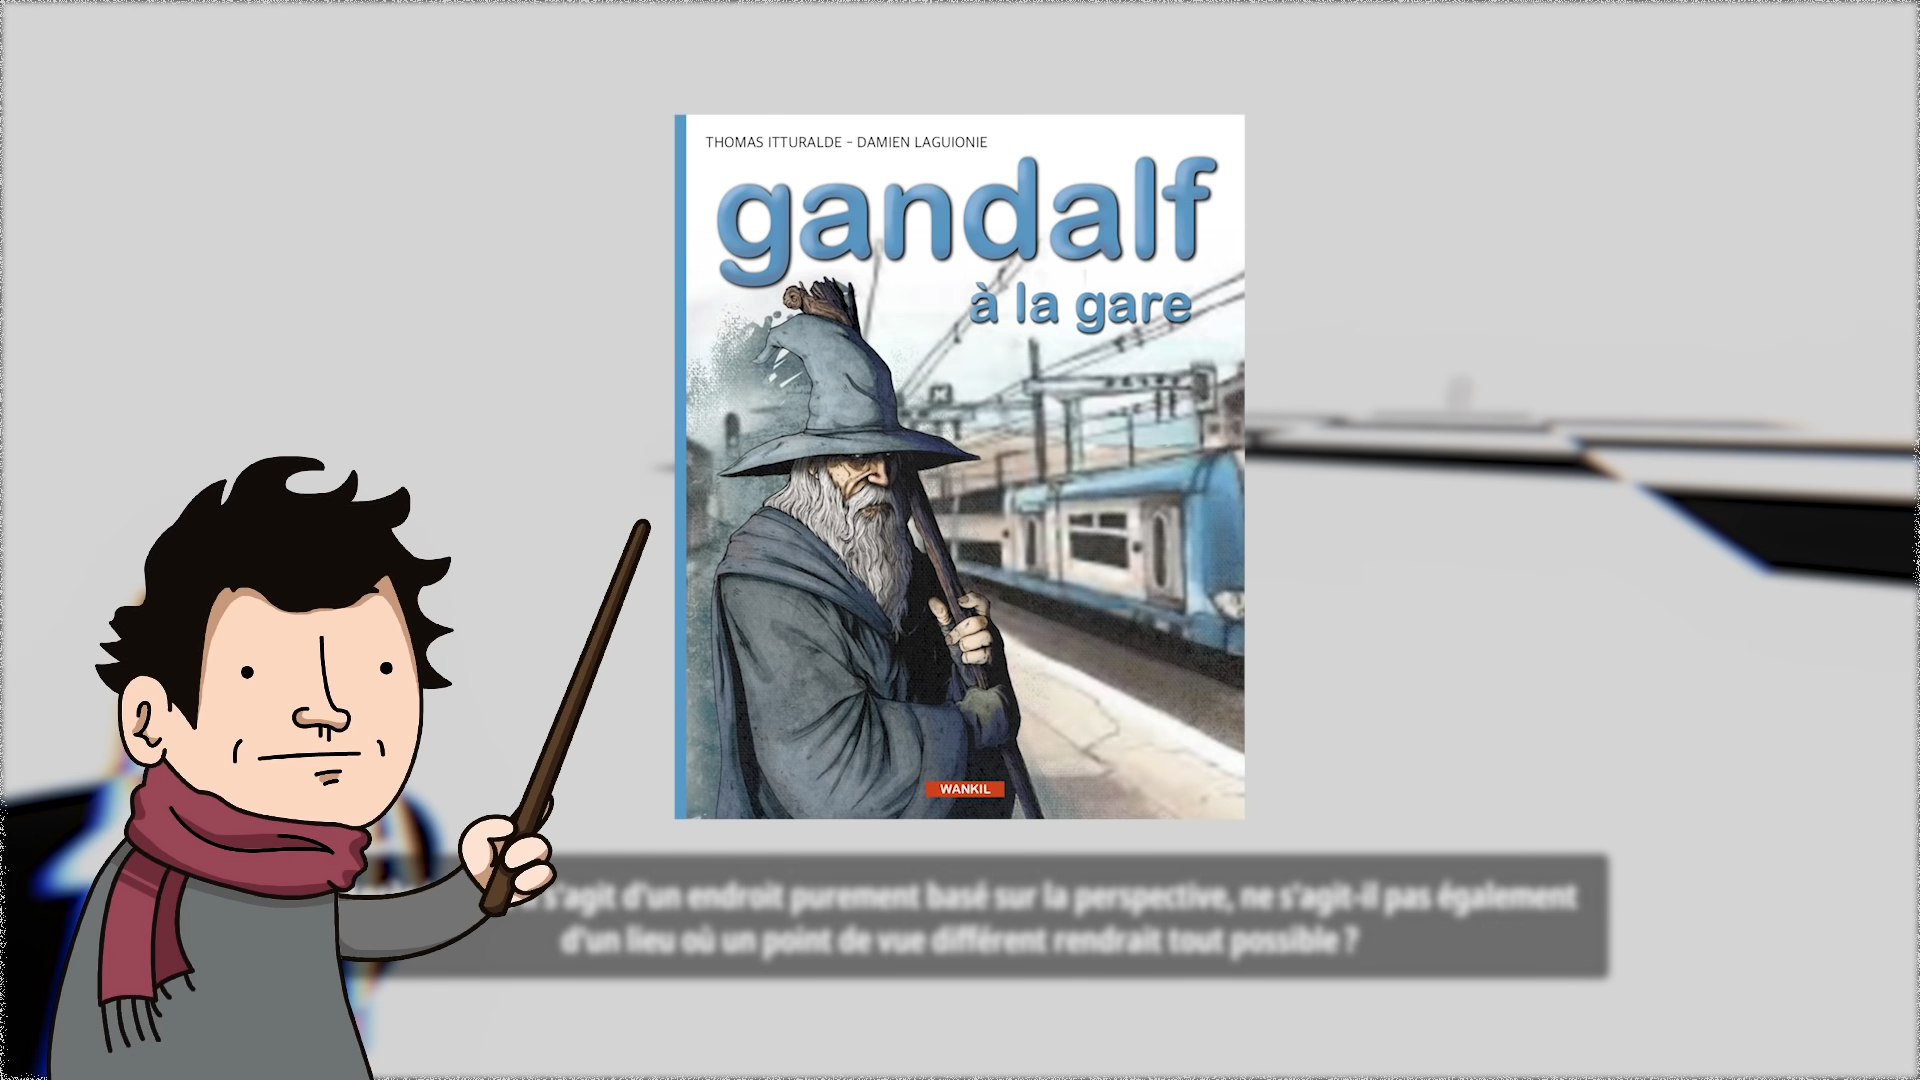 THOMAS ITTURALDE - DAMIEN LAGUIONIE
gandalf
à la gare
WANKIL
s'agit d'un endroit purement basé sur la perspective, ne s'agit-il pas également
d'un lieu où un point de vue différent rendrait tout possible ?